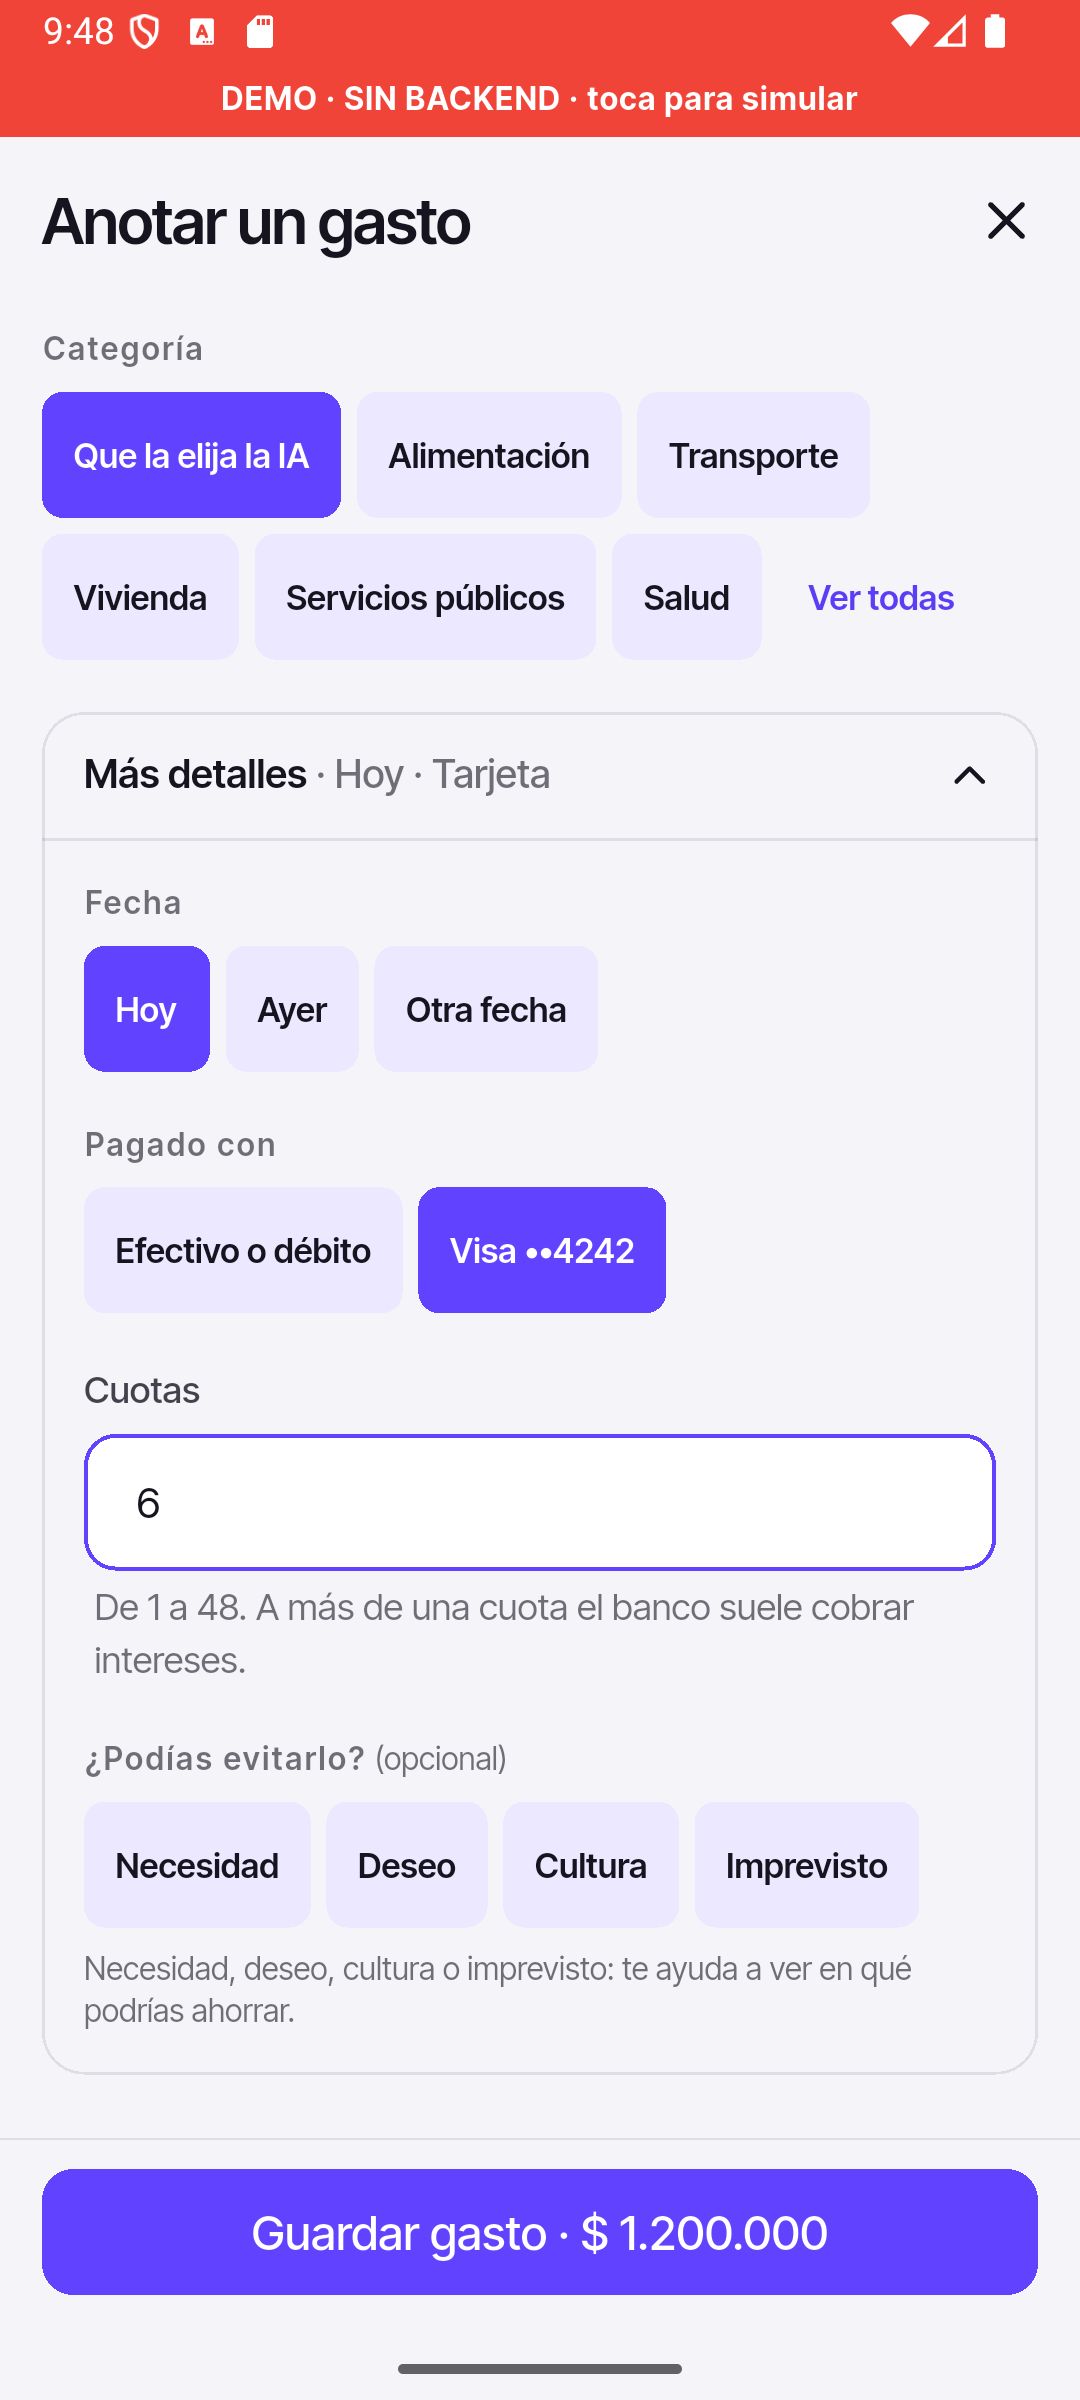 9:48
DEMO · SIN BACKEND · toca para simular
Anotar un gasto
Categoría
Que la elija la IA
Alimentación
Transporte
Vivienda
Servicios públicos
Salud
Ver todas
Más detalles · Hoy · Tarjeta
Fecha
Hoy
Ayer
Otra fecha
Pagado con
Efectivo o débito
Visa ••4242
Cuotas
6
De 1 a 48. A más de una cuota el banco suele cobrar
intereses.
¿Podías evitarlo? (opcional)
Necesidad
Deseo
Cultura
Imprevisto
Necesidad, deseo, cultura o imprevisto: te ayuda a ver en qué
podrías ahorrar.
Guardar gasto · $ 1.200.000